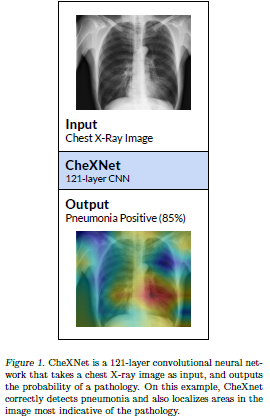 Input
Chest X-Ray Image
CheXNet
121-layer CNN
Output
Pneumonia Positive (85%)
Figure 1. CheXNet is a 121-layer convolutional neural net-
work that takes a chest X-ray image as input, and outputs
the probability of a pathology. On this example, CheXnet
correctly detects pneumonia and also localizes areas in the
image most indicative of the pathology.